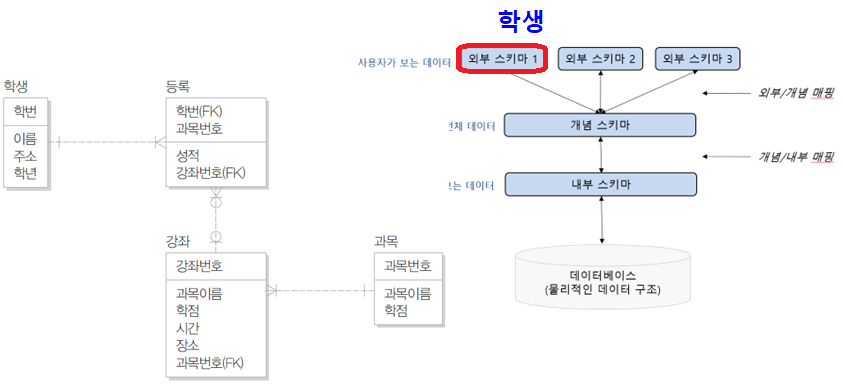 학생
학번
이름
주소
학년
등록
학번(FK)
과목번호
성적
강좌번호(FK)
강좌
강좌번호
과목이름
학점
시간
장소
과목번호(FK)
과목
과목번호
과목이름
학점
학생
사용자가 보는 데이터
외부 스키마 1
외부 스키마 2
외부 스키마 3
외부/개념 매핑
데이터
개념 스키마
개념/내부 매핑
보는 데이터
내부 스키마
데이터베이스
(물리적인 데이터 구조)